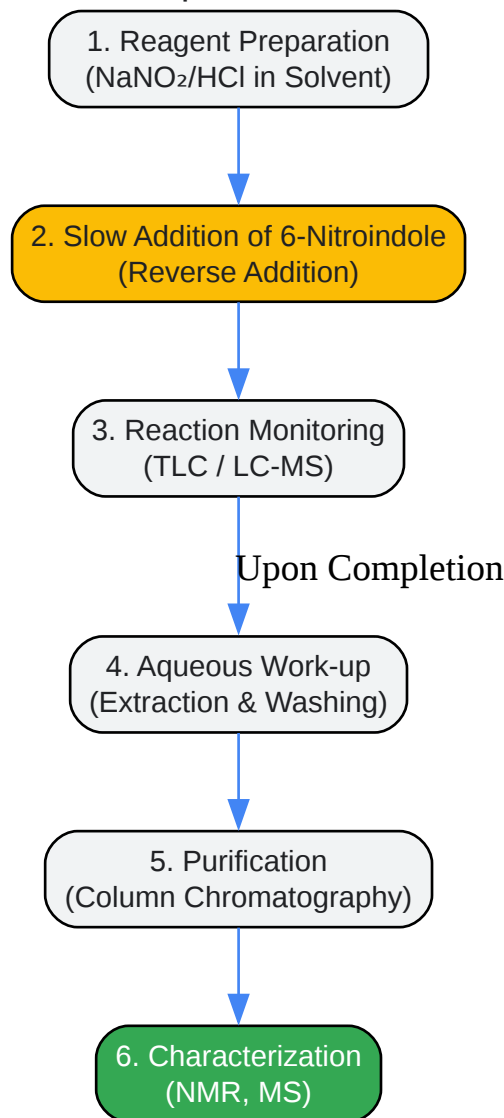 1. Reagent Preparation
(NaNO₂/HCl in Solvent)
2. Slow Addition of 6-Nitroindole
(Reverse Addition)
3. Reaction Monitoring
(TLC / LC-MS)
Upon Completion
4. Aqueous Work-up
(Extraction & Washing)
5. Purification
(Column Chromatography)
6. Characterization
(NMR, MS)